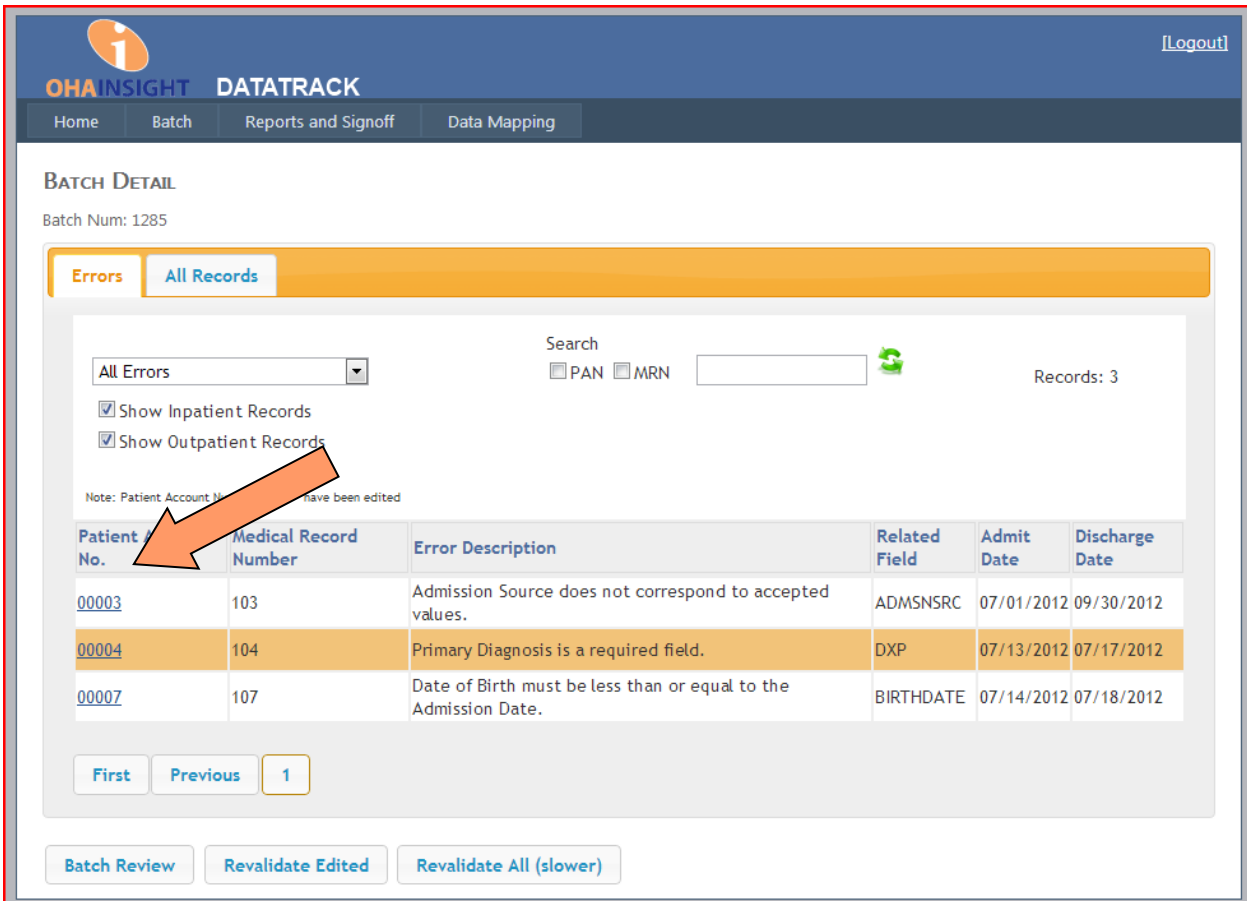 [Logout]
OHAINSIGHT DATATRACK
Home Batch Reports and Signoff Data Mapping
BATCH DETAIL
Batch Num: 1285
Errors All Records
Search
All Errors PAN MRN
Records: 3
Show Inpatient Records
Show Outpatient Records
Note: Patient Account have been edited
Patient Medical Record Related Admit Discharge
No. Number Error Description Field Date Date
Admission Source does not correspond to accepted
00003 103 ADMSNSRC 07/01/2012 09/30/2012
values.
00004 104 Primary Diagnosis is a required field. DXP 07/13/2012 07/17/2012
Date of Birth must be less than or equal to the
00007 107 BIRTHDATE 07/14/2012 07/18/2012
Admission Date.
First Previous 1
Batch Review Revalidate Edited Revalidate All (slower)